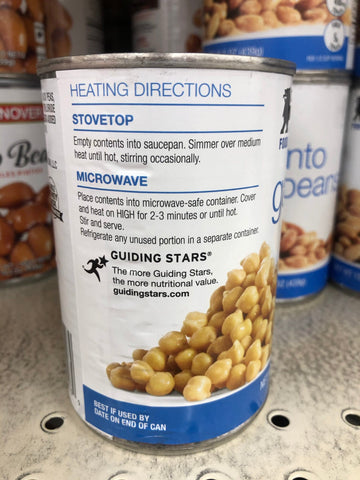 HEATING DIRECTIONS
STOVETOP
Empty contents into saucepan. Simmer over medium
heat until hot, stirring occasionally.
MICROWAVE
Place contents into microwave-safe container. Cover
and heat on HIGH for 2-3 minutes or until hot.
Stir and serve.
Refrigerate any unused portion in a separate container.
GUIDING STARS®
The more Guiding Stars,
the more nutritional value.
guidingstars.com
BEST IF USED BY
DATE ON END OF CAN
FOO